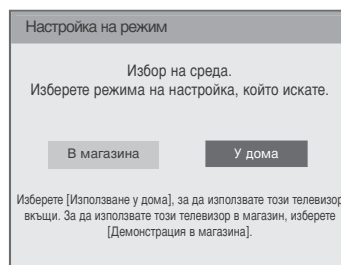 Настройка на режим
Избор на среда.
Изберете режима на настройка, който искате.
В магазина
У дома
Изберете [Използване у дома], за да използвате този телевизор
вкъщи. За да използвате този телевизор в магазин, изберете
[Демонстрация в магазина].